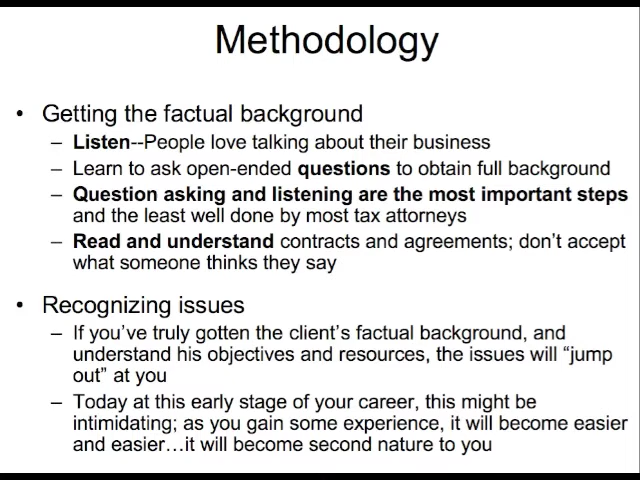 Methodology
• Getting the factual background
– Listen--People love talking about their business
– Learn to ask open-ended questions to obtain full background
– Question asking and listening are the most important steps
and the least well done by most tax attorneys
– Read and understand contracts and agreements; don’t accept
what someone thinks they say
• Recognizing issues
– If you’ve truly gotten the client’s factual background, and
understand his objectives and resources, the issues will “jump
out” at you
– Today at this early stage of your career, this might be
intimidating; as you gain some experience, it will become easier
and easier…it will become second nature to you